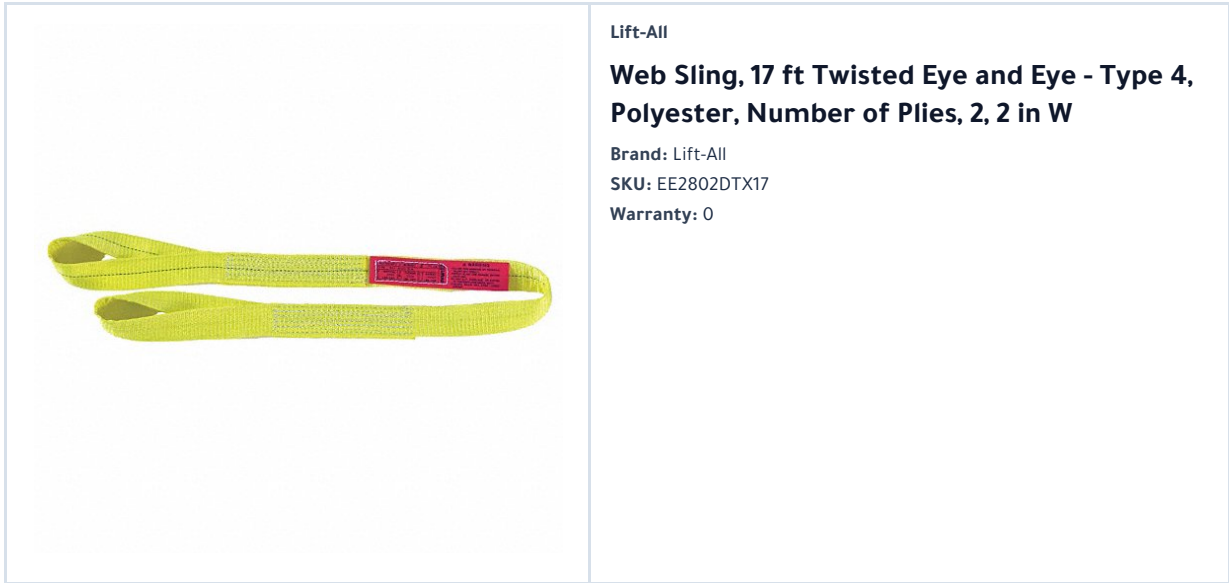 Lift-All
Web Sling, 17 ft Twisted Eye and Eye - Type 4,
Polyester, Number of Plies, 2, 2 in W
Brand: Lift-All
SKU: EE2802DTX17
Warranty: 0